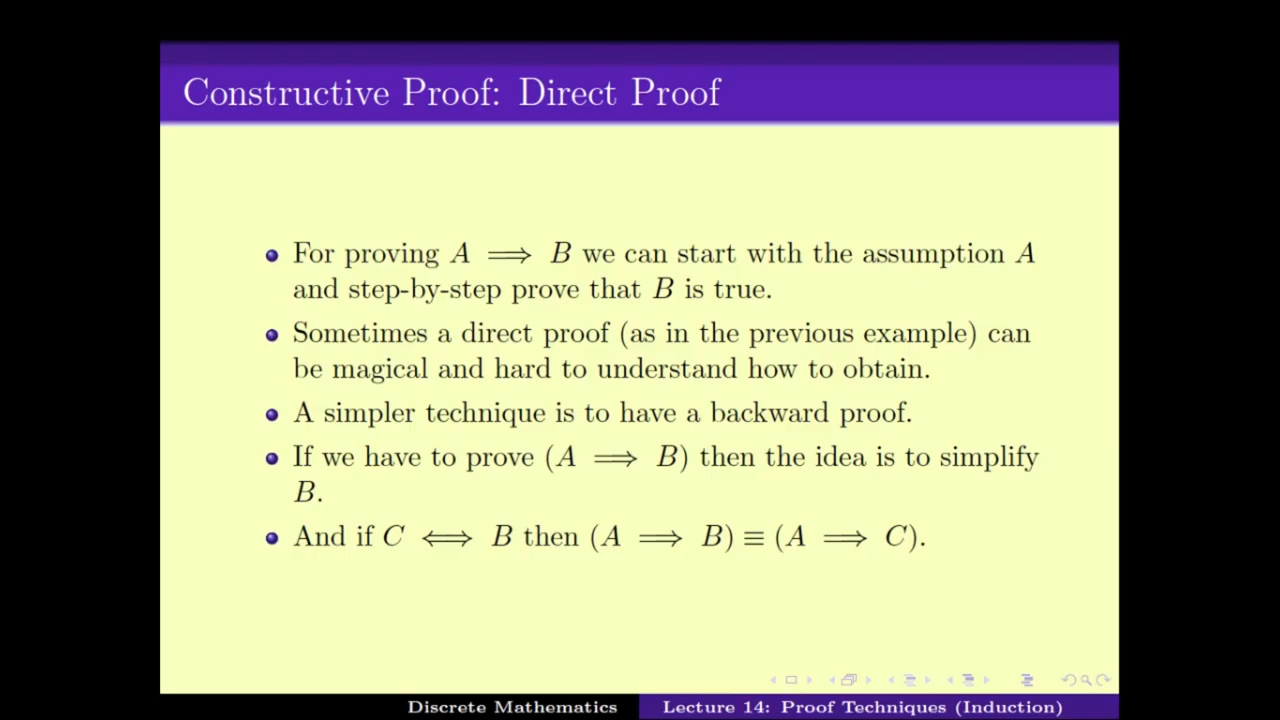 Constructive Proof: Direct Proof
For proving A ⟹ B we can start with the assumption A
and step-by-step prove that B is true.
Sometimes a direct proof (as in the previous example) can
be magical and hard to understand how to obtain.
A simpler technique is to have a backward proof.
If we have to prove (A ⟹ B) then the idea is to simplify
B.
And if C ⟺ B then (A ⟹ B) ≡ (A ⟹ C).
Discrete Mathematics
Lecture 14: Proof Techniques (Induction)